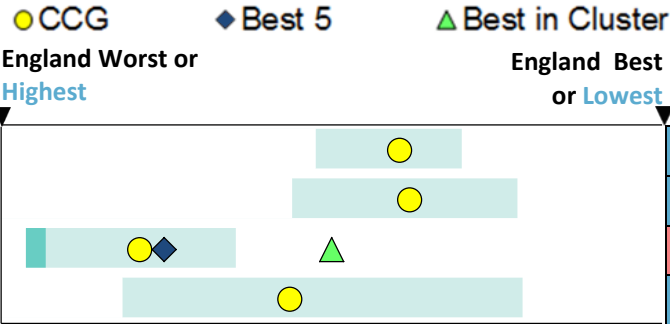 CCG Best 5 Best in Cluster
England Worst or England Best
Highest or Lowest